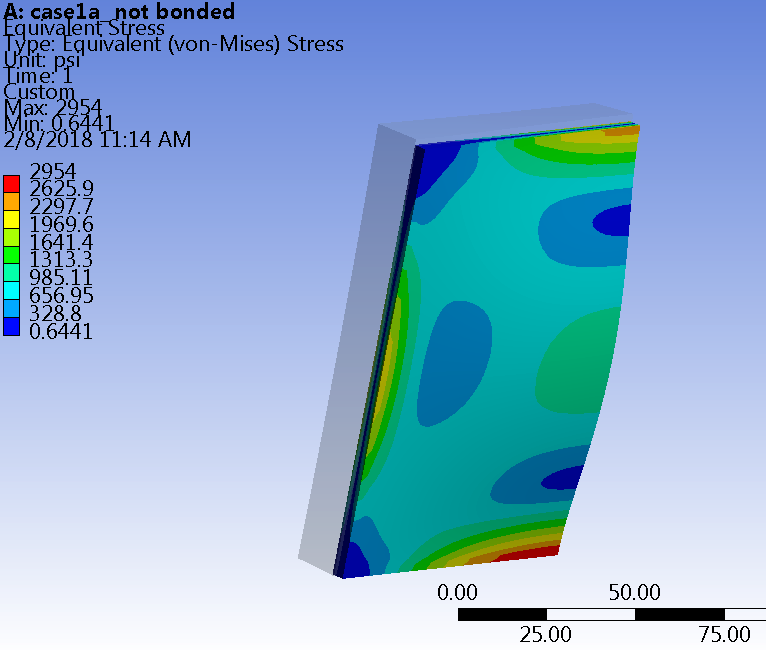 A: case1a_not bonded
Equivalent Stress
Type: Equivalent (von-Mises) Stress
Unit: psi
Time: 1
Custom
Max: 2954
Min: 0.6441
2/8/2018 11:14 AM
2954
2625.9
2297.7
1969.6
1641.4
1313.3
985.11
656.95
328.8
0.6441
0.00 50.00
25.00 75.00